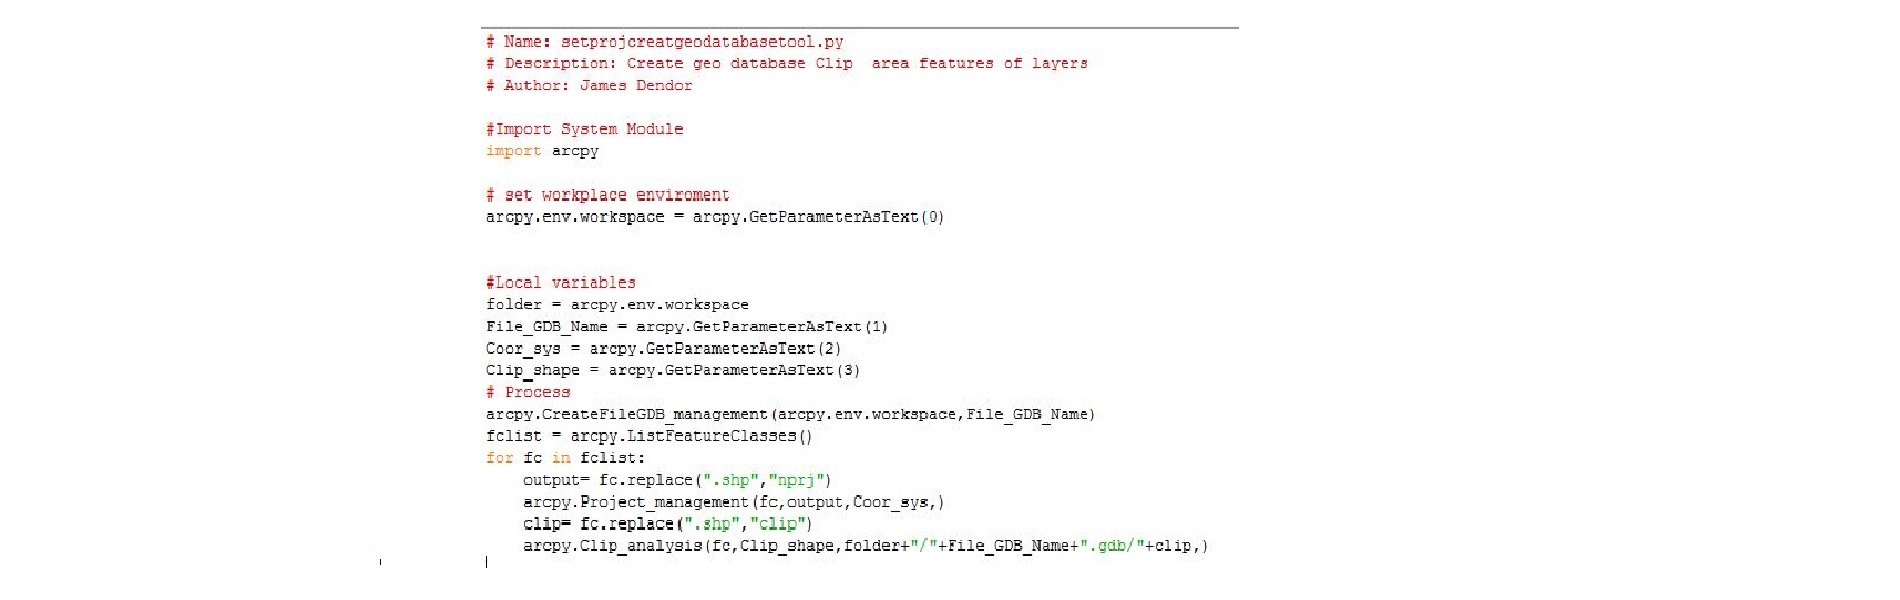 # Name: setprojcreatgeodatabasetool.py
# Description: Create geo database Clip  area features of layers
# Author: James Dendor
#Import System Module
import arcpy
# set workplace enviroment
arcpy.env.workspace = arcpy.GetParameterAsText(0)
#Local variables
folder = arcpy.env.workspace
File_GDB_Name = arcpy.GetParameterAsText(1)
Coor_sys = arcpy.GetParameterAsText(2)
Clip_shape = arcpy.GetParameterAsText(3)
# Process
arcpy.CreateFileGDB_management(arcpy.env.workspace,File_GDB_Name)
fclist = arcpy.ListFeatureClasses()
for fc in fclist:
    output= fc.replace(".shp","nprj")
    arcpy.Project_management(fc,output,Coor_sys,)
    clip= fc.replace(".shp","clip")
    arcpy.Clip_analysis(fc,Clip_shape,folder+"/"+File_GDB_Name+".gdb/"+clip,)